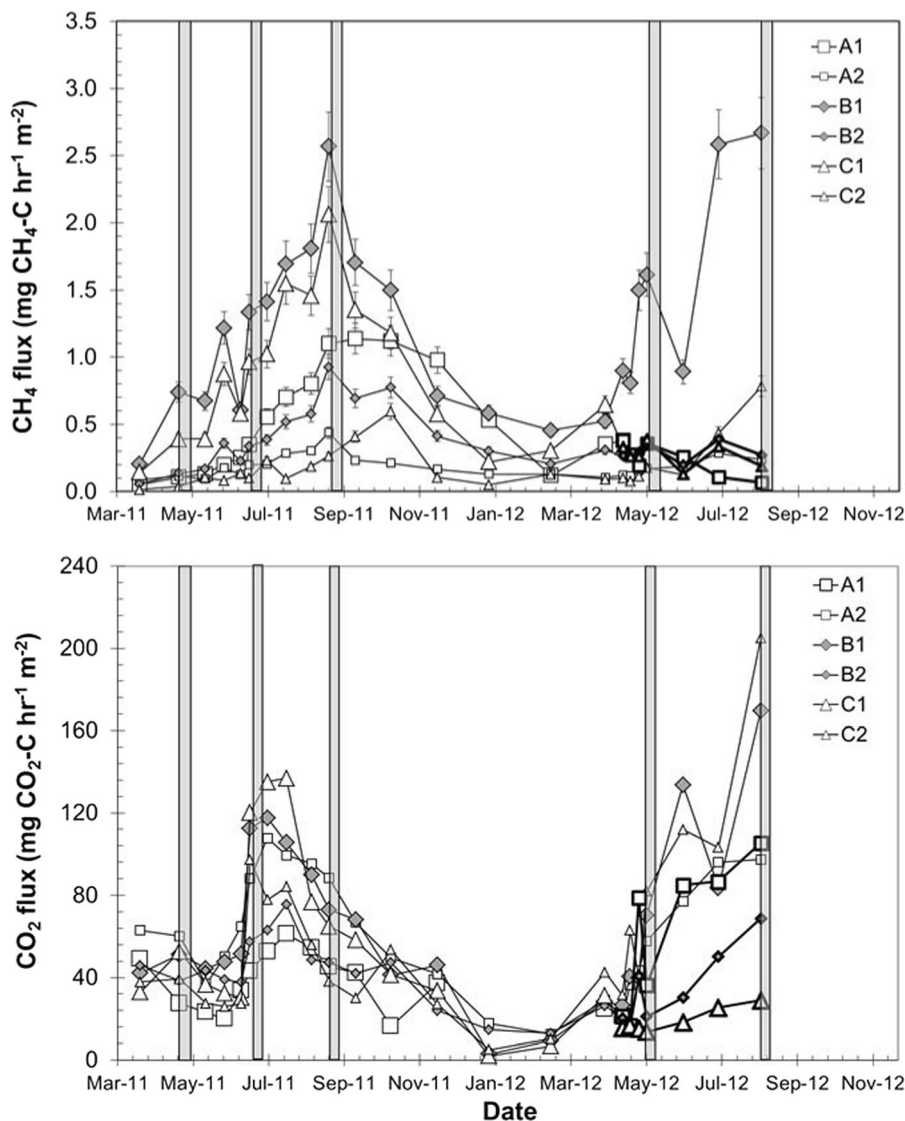 CH4 flux (mg CH4-C hr-1 m-2)
3.5
3.0
2.5
2.0
1.5
1.0
0.5
0.0
A1
A2
B1
B2
C1
C2
Mar-11 May-11 Jul-11 Sep-11 Nov-11 Jan-12 Mar-12 May-12 Jul-12 Sep-12 Nov-12
CO2 flux (mg CO2-C hr-1 m-2)
240
200
160
120
80
40
0
A1
A2
B1
B2
C1
C2
Mar-11 May-11 Jul-11 Sep-11 Nov-11 Jan-12 Mar-12 May-12 Jul-12 Sep-12 Nov-12
Date